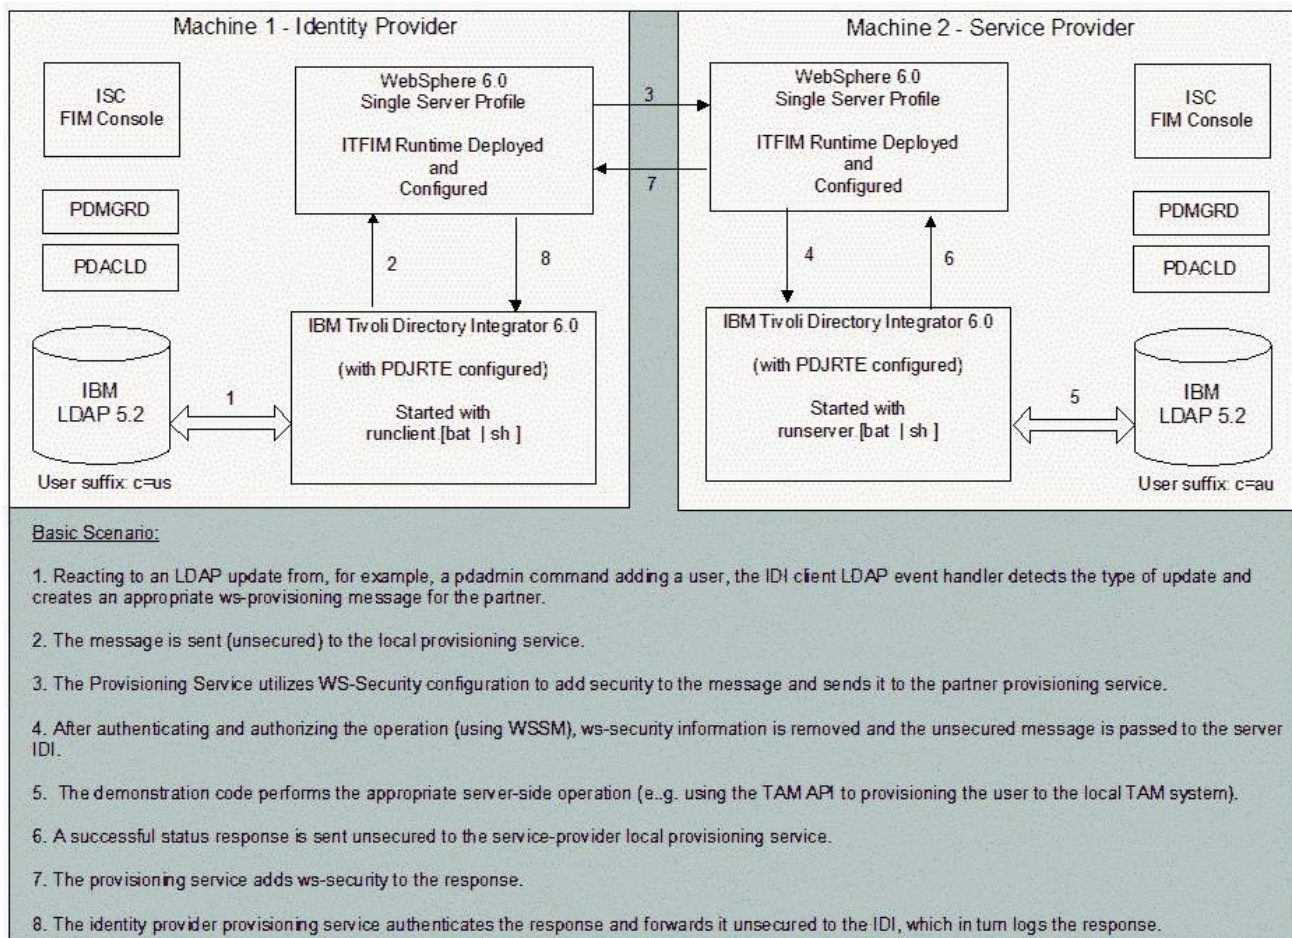 Machine 1 - Identity Provider
ISC
FIM Console
PDMGRD
PDACLD
IBM
LDAP 5.2
User suffix: c=us
WebSphere 6.0
Single Server Profile
ITFIM Runtime Deployed
and
Configured
2
8
1
IBM Tivoli Directory Integrator 6.0
(with PDJRTE configured)
Started with
runclient.[bat | sh ]
3
7
Machine 2 - Service Provider
WebSphere 6.0
Single Server Profile
ITFIM Runtime Deployed
and
Configured
4
6
IBM Tivoli Directory Integrator 6.0
(with PDJRTE configured)
Started with
runserver.[bat | sh ]
5
ISC
FIM Console
PDMGRD
PDACLD
IBM
LDAP 5.2
User suffix: c=au
Basic Scenario:
1. Reacting to an LDAP update from, for example, a pdadmin command adding a user, the IDI client LDAP event handler detects the type of update and
creates an appropriate ws-provisioning message for the partner.
2. The message is sent (unsecured) to the local provisioning service.
3. The Provisioning Service utilizes WS-Security configuration to add security to the message and sends it to the partner provisioning service.
4. After authenticating and authorizing the operation (using WSSM), ws-security information is removed and the unsecured message is passed to the server
IDI.
5. The demonstration code performs the appropriate server-side operation (e..g. using the TAM API to provisioning the user to the local TAM system).
6. A successful status response is sent unsecured to the service-provider local provisioning service.
7. The provisioning service adds ws-security to the response.
8. The identity provider provisioning service authenticates the response and forwards it unsecured to the IDI, which in turn logs the response.